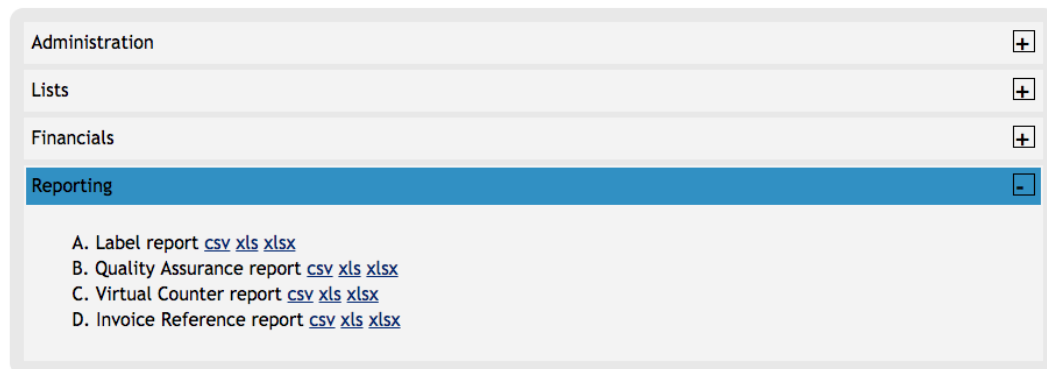 Administration +
Lists +
Financials +
Reporting -
A. Label report csv xls xlsx
B. Quality Assurance report csv xls xlsx
C. Virtual Counter report csv xls xlsx
D. Invoice Reference report csv xls xlsx